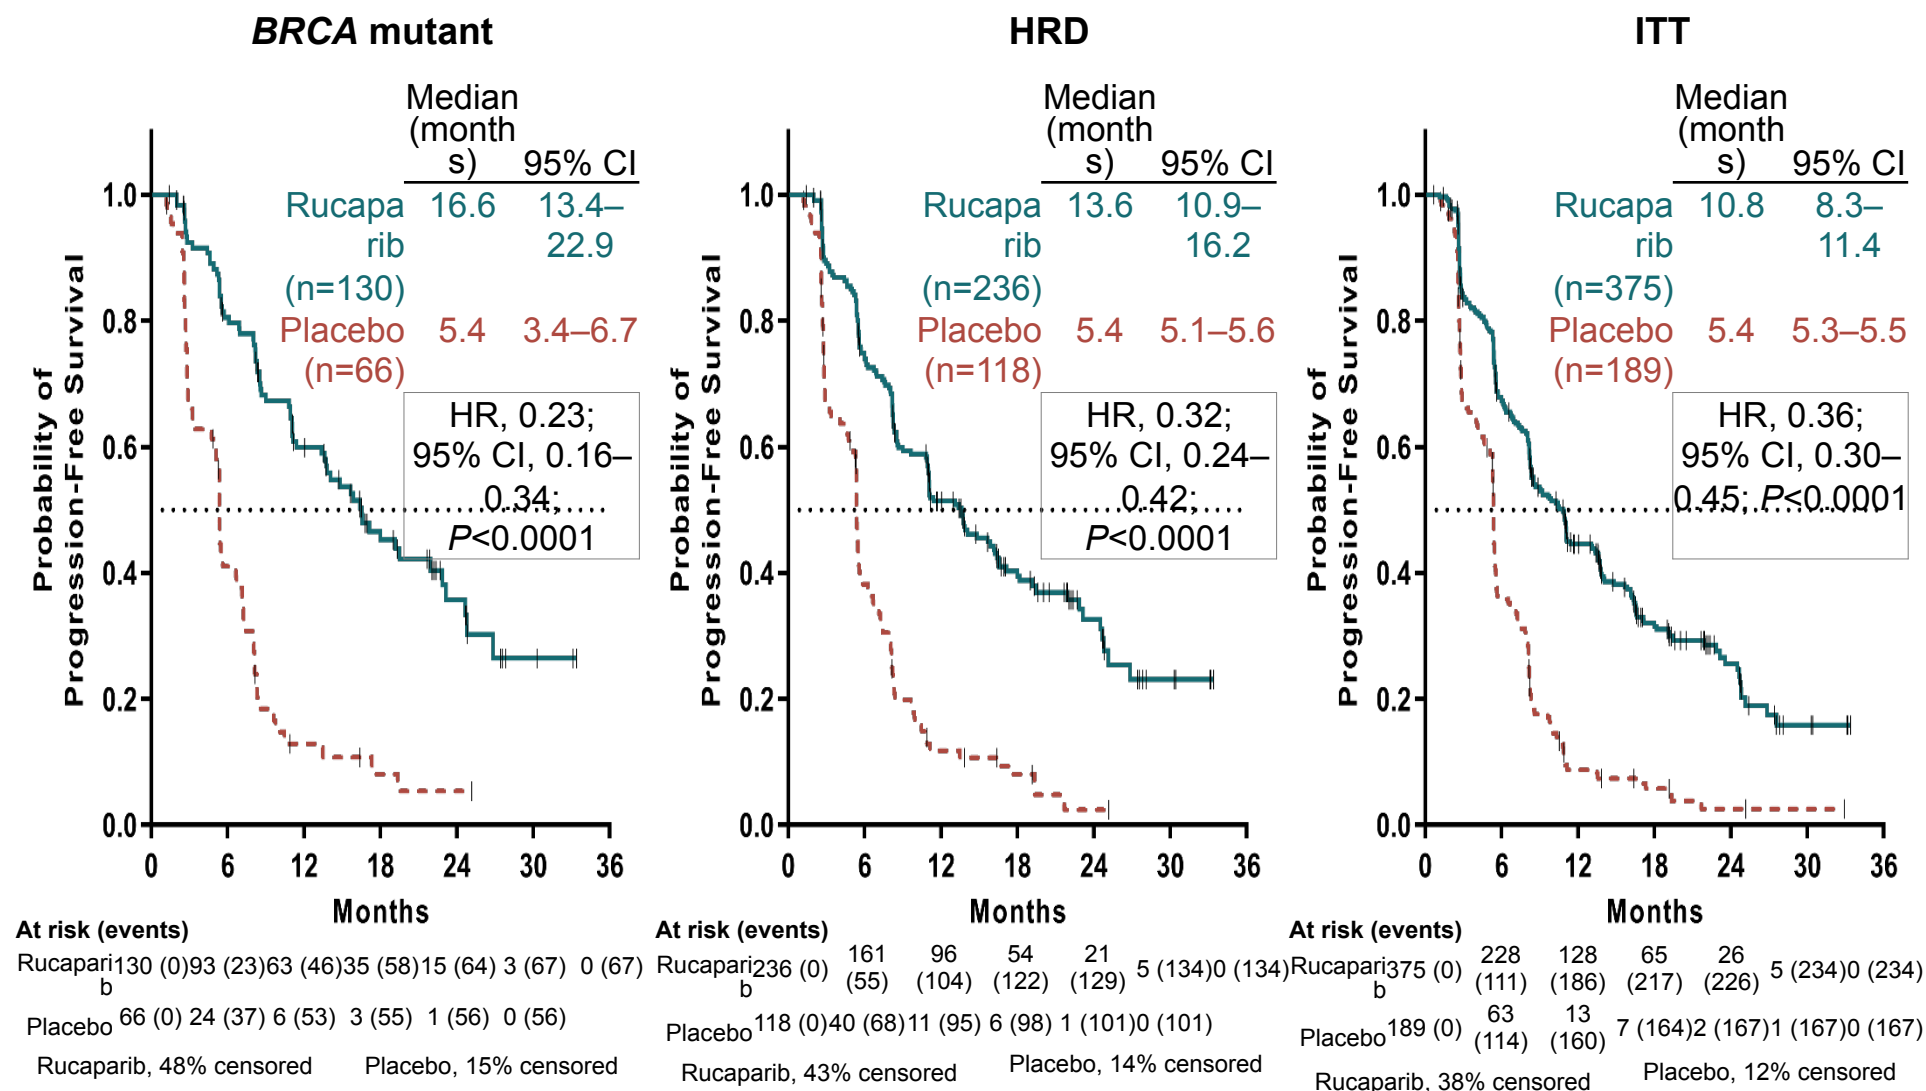 BRCA mutant
Median
(month
s) 95% CI
Rucapa 16.6 13.4–
rib 22.9
(n=130)
Placebo 5.4 3.4–6.7
(n=66)
HR, 0.23;
95% CI, 0.16–
0.34;
P<0.0001
Probability of
Progression-Free Survival
1.0
0.8
0.6
0.4
0.2
0.0
0 6 12 18 24 30 36
Months
At risk (events)
Rucapari 130 (0) 93 (23) 63 (46) 35 (58) 15 (64) 3 (67) 0 (67)
b
Placebo 66 (0) 24 (37) 6 (53) 3 (55) 1 (56) 0 (56)
Rucaparib, 48% censored Placebo, 15% censored
HRD
Median
(month
s) 95% CI
Rucapa 13.6 10.9–
rib 16.2
(n=236)
Placebo 5.4 5.1–5.6
(n=118)
HR, 0.32;
95% CI, 0.24–
0.42;
P<0.0001
Probability of
Progression-Free Survival
1.0
0.8
0.6
0.4
0.2
0.0
0 6 12 18 24 30 36
Months
At risk (events)
161 96 54 21
Rucapari 236 (0) 5 (134) 0 (134)
b (55) (104) (122) (129)
Placebo 118 (0) 40 (68) 11 (95) 6 (98) 1 (101) 0 (101)
Rucaparib, 43% censored Placebo, 14% censored
ITT
Median
(month
s) 95% CI
Rucapa 10.8 8.3–
rib 11.4
(n=375)
Placebo 5.4 5.3–5.5
(n=189)
HR, 0.36;
95% CI, 0.30–
0.45; P<0.0001
Probability of
Progression-Free Survival
1.0
0.8
0.6
0.4
0.2
0.0
0 6 12 18 24 30 36
Months
At risk (events)
228 128 65 26
Rucapari 375 (0) 5 (234) 0 (234)
b (111) (186) (217) (226)
63 13
Placebo 189 (0) 7 (164) 2 (167) 1 (167) 0 (167)
(114) (160)
Rucaparib, 38% censored Placebo, 12% censored